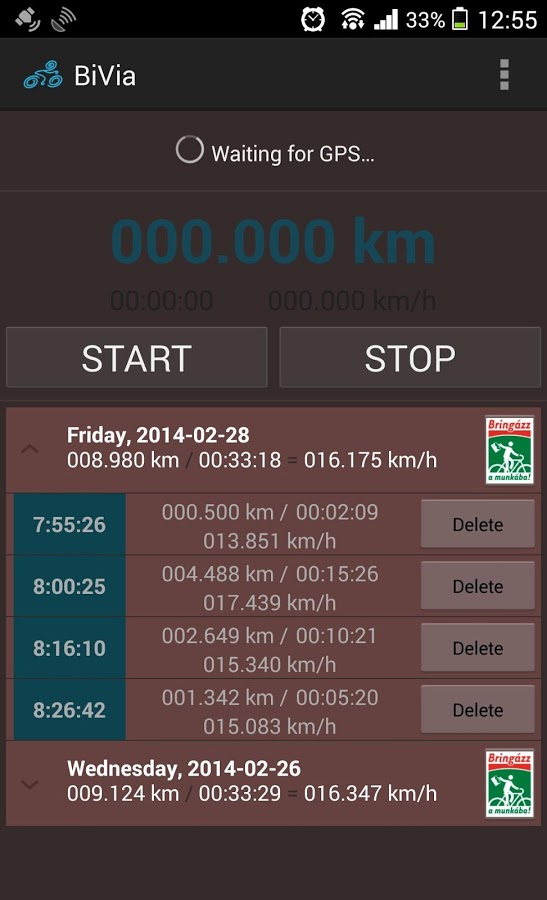 33% 12:55
BiVia
Waiting for GPS...
000.000 km
00:00:00 000.000 km/h
START STOP
Friday, 2014-02-28
008.980 km / 00:33:18 = 016.175 km/h
Bringázz
a munkába!
7:55:26
000.500 km / 00:02:09
013.851 km/h
Delete
8:00:25
004.488 km / 00:15:26
017.439 km/h
Delete
8:16:10
002.649 km / 00:10:21
015.340 km/h
Delete
8:26:42
001.342 km / 00:05:20
015.083 km/h
Delete
Wednesday, 2014-02-26
009.124 km / 00:33:29 = 016.347 km/h
Bringázz
a munkába!